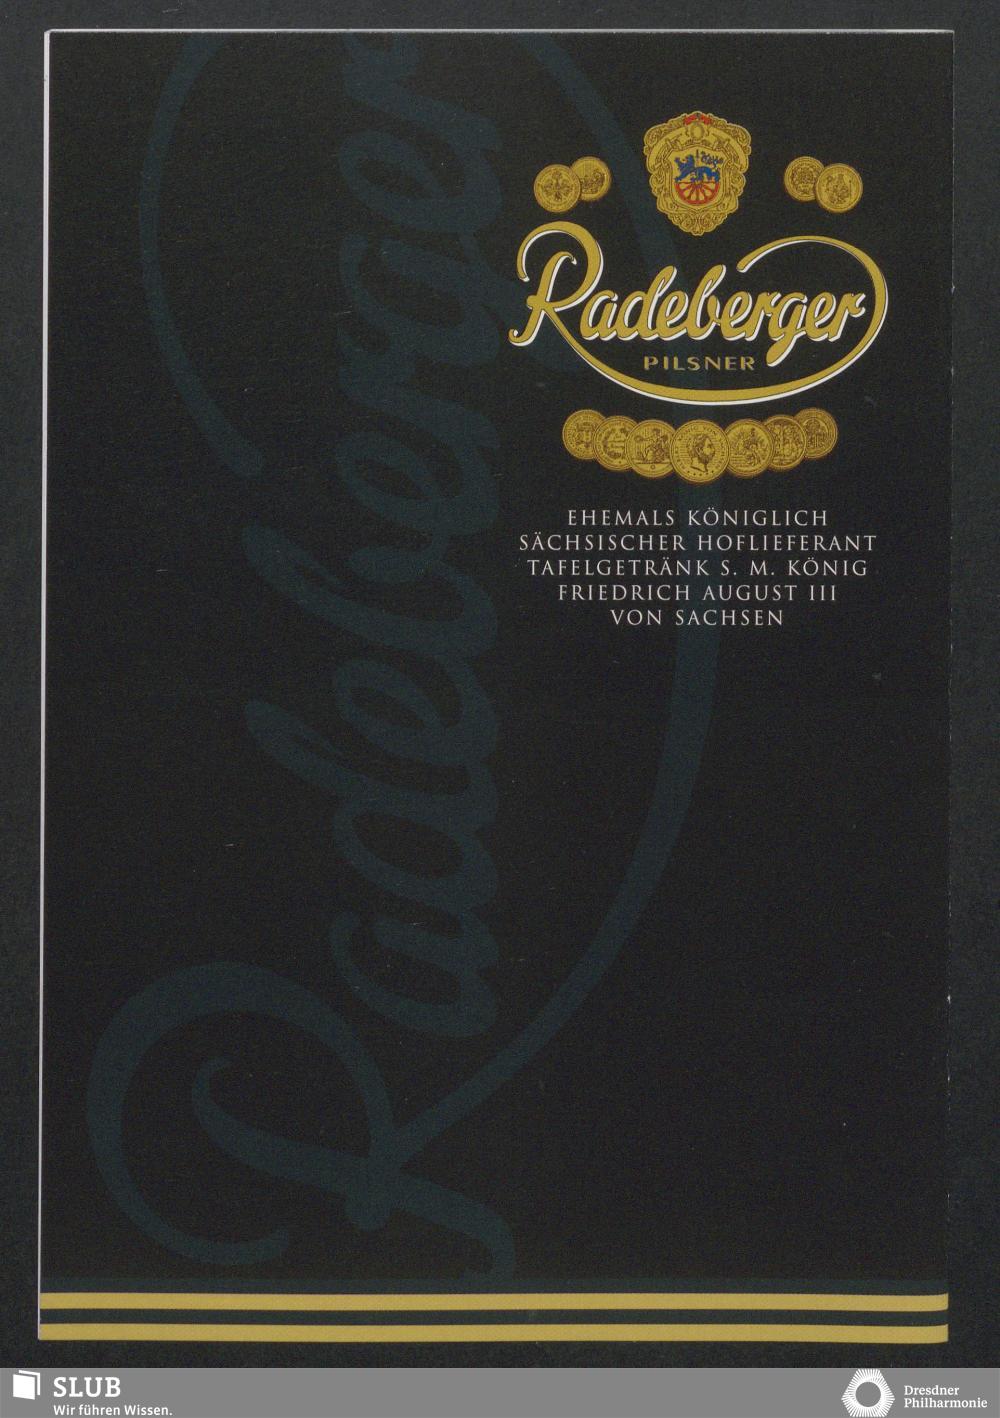 Radeberger
PILSNER
EHEMALS KÖNIGLICH
SÄCHSISCHER HOFLIEFERANT
TAFELGETRÄNK S. M. KÖNIG
FRIEDRICH AUGUST III
VON SACHSEN
Radeberger
SLUB
Wir führen Wissen.
Dresdner
Philharmonie